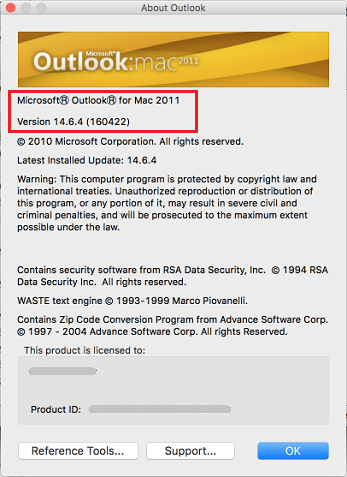 About Outlook
Microsoft®
Outlook:mac 2011
Microsoft® Outlook® for Mac 2011
Version 14.6.4 (160422)
© 2010 Microsoft Corporation. All rights reserved.
Latest Installed Update: 14.6.4
Warning: This computer program is protected by copyright law and
international treaties. Unauthorized reproduction or distribution of
this program, or any portion of it, may result in severe civil and
criminal penalties, and will be prosecuted to the maximum extent
possible under the law.
Contains security software from RSA Data Security, Inc. © 1994 RSA
Data Security Inc. All rights reserved.
WASTE text engine © 1993-1999 Marco Piovanelli.
Contains Zip Code Conversion Program from Advance Software Corp.
© 1997 - 2004 Advance Software Corp. All rights Reserved.
This product is licensed to:
Product ID:
Reference Tools... Support... OK